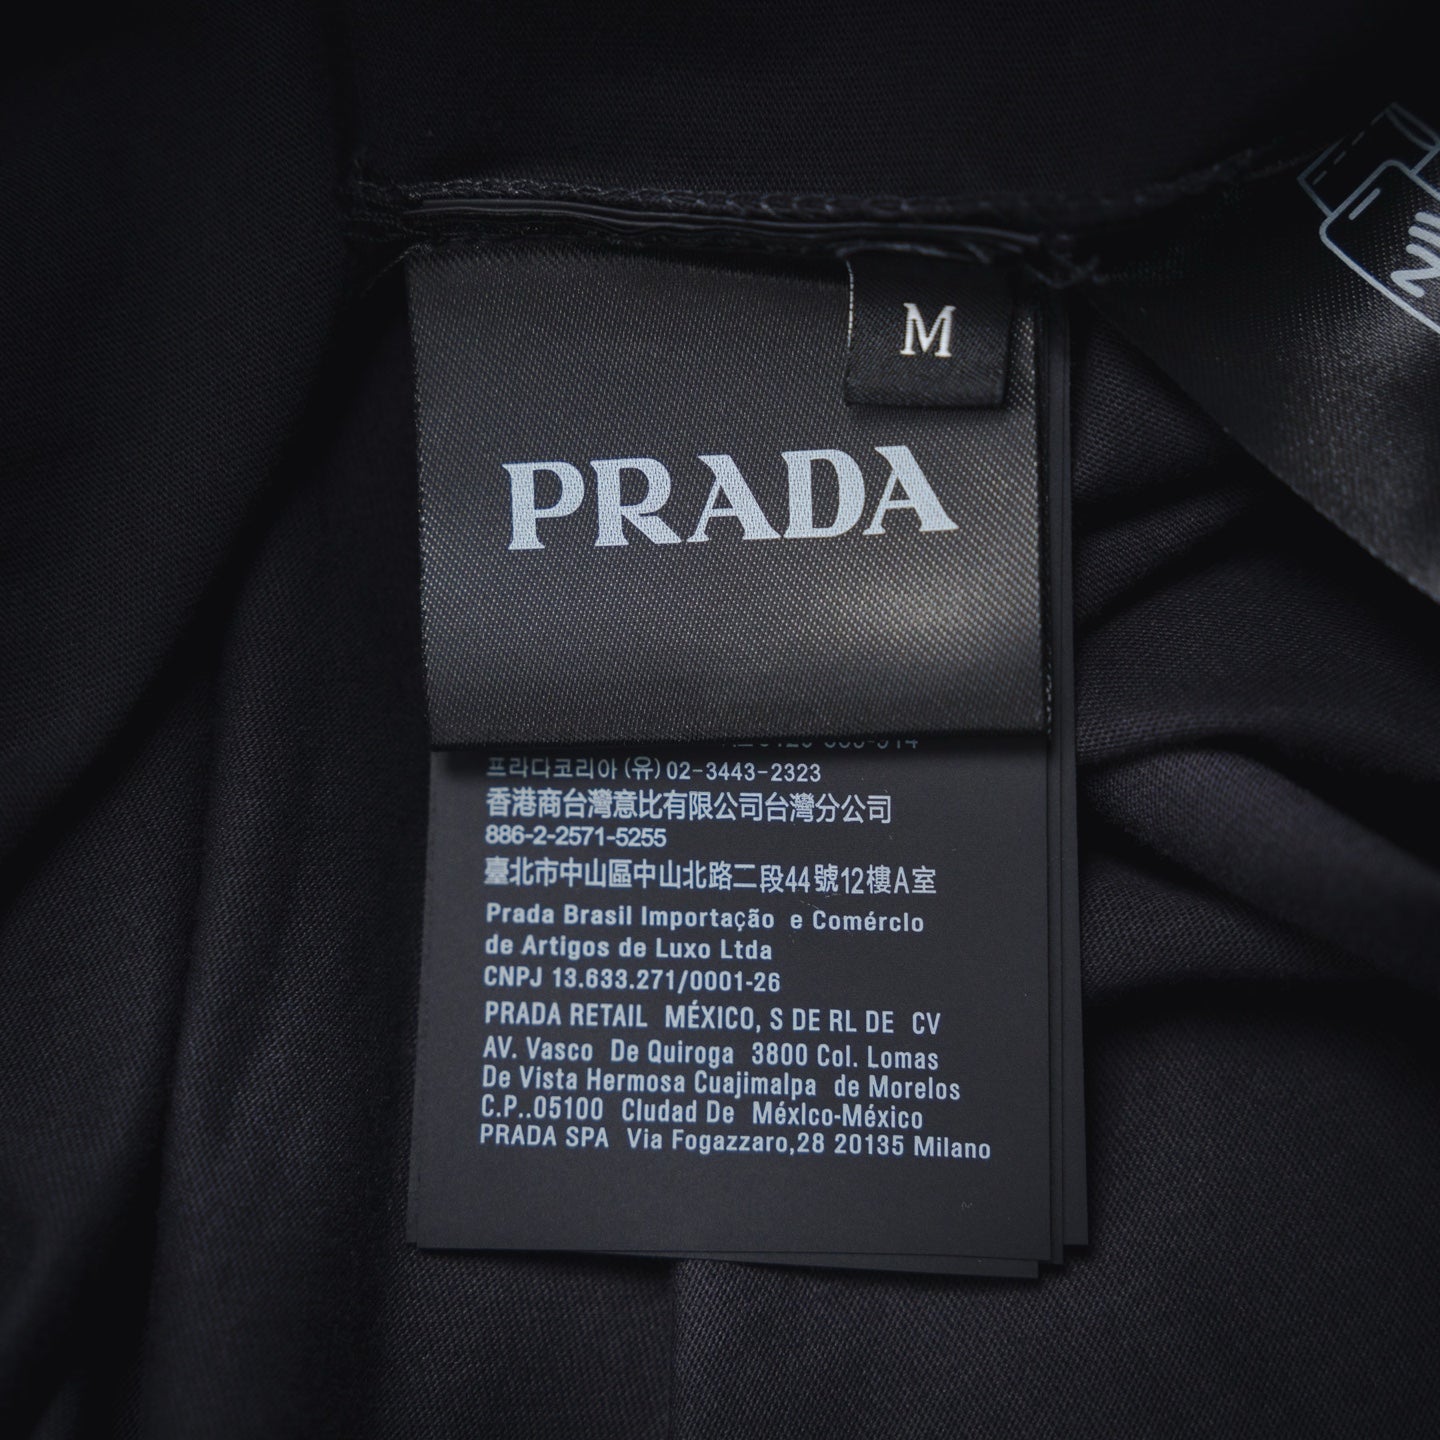 M
PRADA
프라다코리아 (유) 02-3443-2323
香港商台灣意比有限公司台灣分公司
886-2-2571-5255
臺北市中山區中山北路二段44號12樓A室
Prada Brasil Importação e Comérclo
de Artigos de Luxo Ltda
CNPJ 13.633.271/0001-26
PRADA RETAIL MÉXICO, S DE RL DE CV
AV. Vasco De Quiroga 3800 Col. Lomas
De Vista Hermosa Cuajimalpa de Morelos
C.P..05100 Cludad De MéxIco-México
PRADA SPA Via Fogazzaro,28 20135 Milano